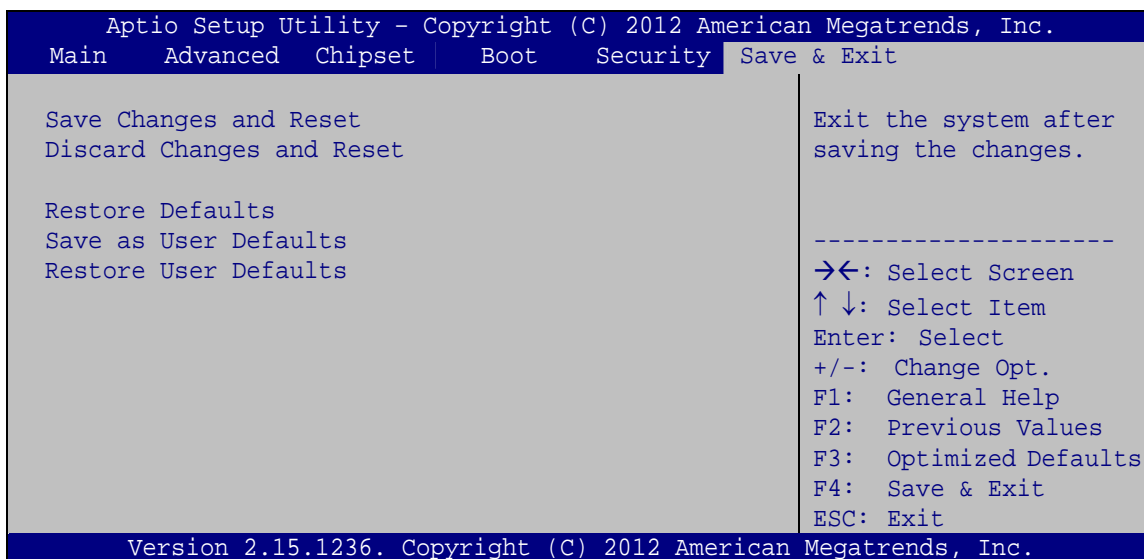 Aptio Setup Utility – Copyright (C) 2012 American Megatrends, Inc.
Main Advanced Chipset Boot Security Save & Exit
Save Changes and Reset
Discard Changes and Reset
Restore Defaults
Save as User Defaults
Restore User Defaults
Exit the system after
saving the changes.
---------------------
→←: Select Screen
↑ ↓: Select Item
Enter: Select
+/-: Change Opt.
F1: General Help
F2: Previous Values
F3: Optimized Defaults
F4: Save & Exit
ESC: Exit
Version 2.15.1236. Copyright (C) 2012 American Megatrends, Inc.